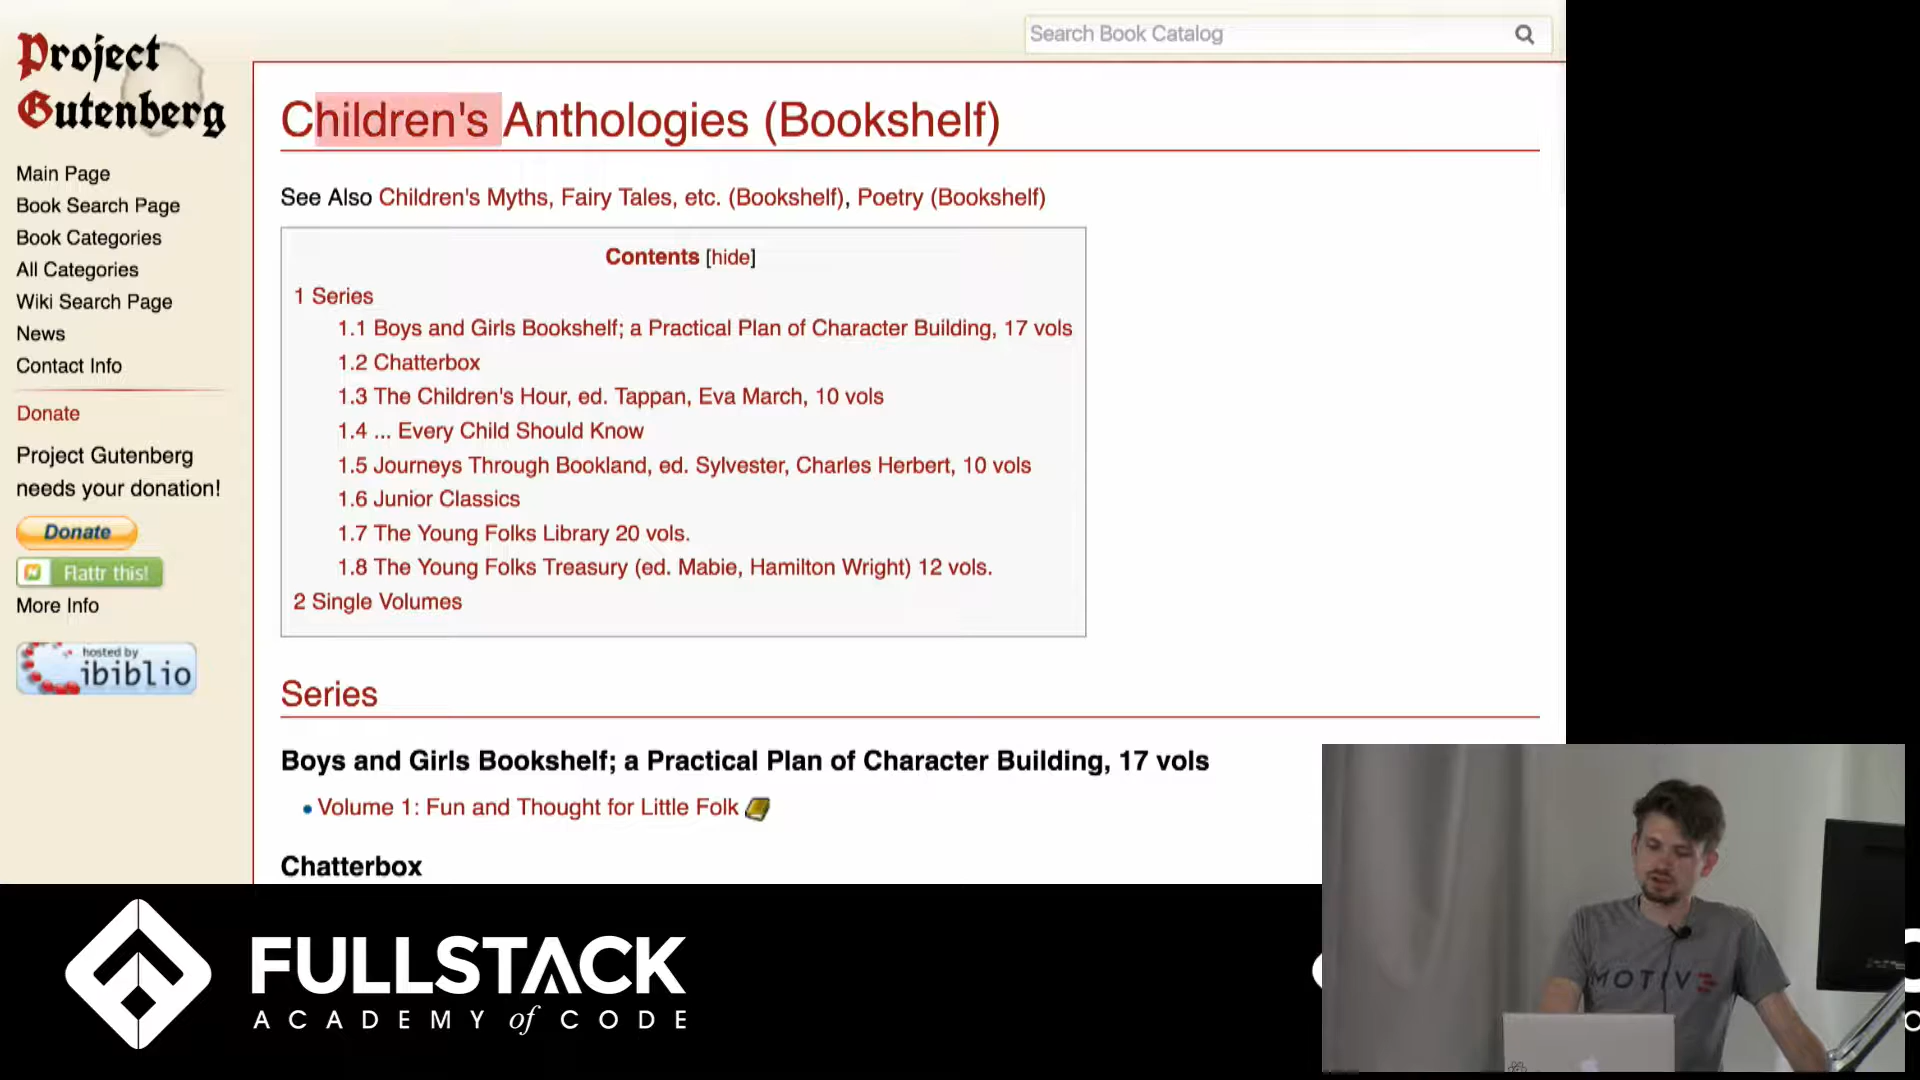 Project
Gutenberg
Search Book Catalog
Main Page
Book Search Page
Book Categories
All Categories
Wiki Search Page
News
Contact Info
Donate
Project Gutenberg
needs your donation!
Donate
Flattr this!
More Info
hosted by
ibiblio
Children's Anthologies (Bookshelf)
See Also Children's Myths, Fairy Tales, etc. (Bookshelf), Poetry (Bookshelf)
Contents [hide]
1 Series
1.1 Boys and Girls Bookshelf; a Practical Plan of Character Building, 17 vols
1.2 Chatterbox
1.3 The Children's Hour, ed. Tappan, Eva March, 10 vols
1.4 ... Every Child Should Know
1.5 Journeys Through Bookland, ed. Sylvester, Charles Herbert, 10 vols
1.6 Junior Classics
1.7 The Young Folks Library 20 vols.
1.8 The Young Folks Treasury (ed. Mabie, Hamilton Wright) 12 vols.
2 Single Volumes
Series
Boys and Girls Bookshelf; a Practical Plan of Character Building, 17 vols
Volume 1: Fun and Thought for Little Folk
Chatterbox
FULLSTACK
ACADEMY of CODE
MOTIV